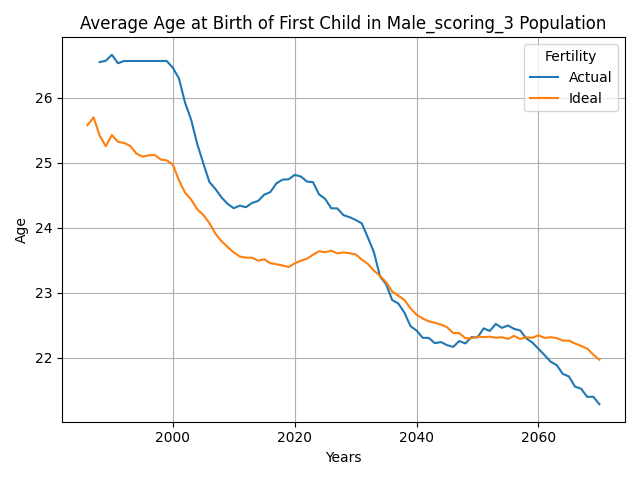 Average Age at Birth of First Child in Male_scoring_3 Population
Fertility
Actual
Ideal
Age
26
25
24
23
22
2000 2020 2040 2060
Years